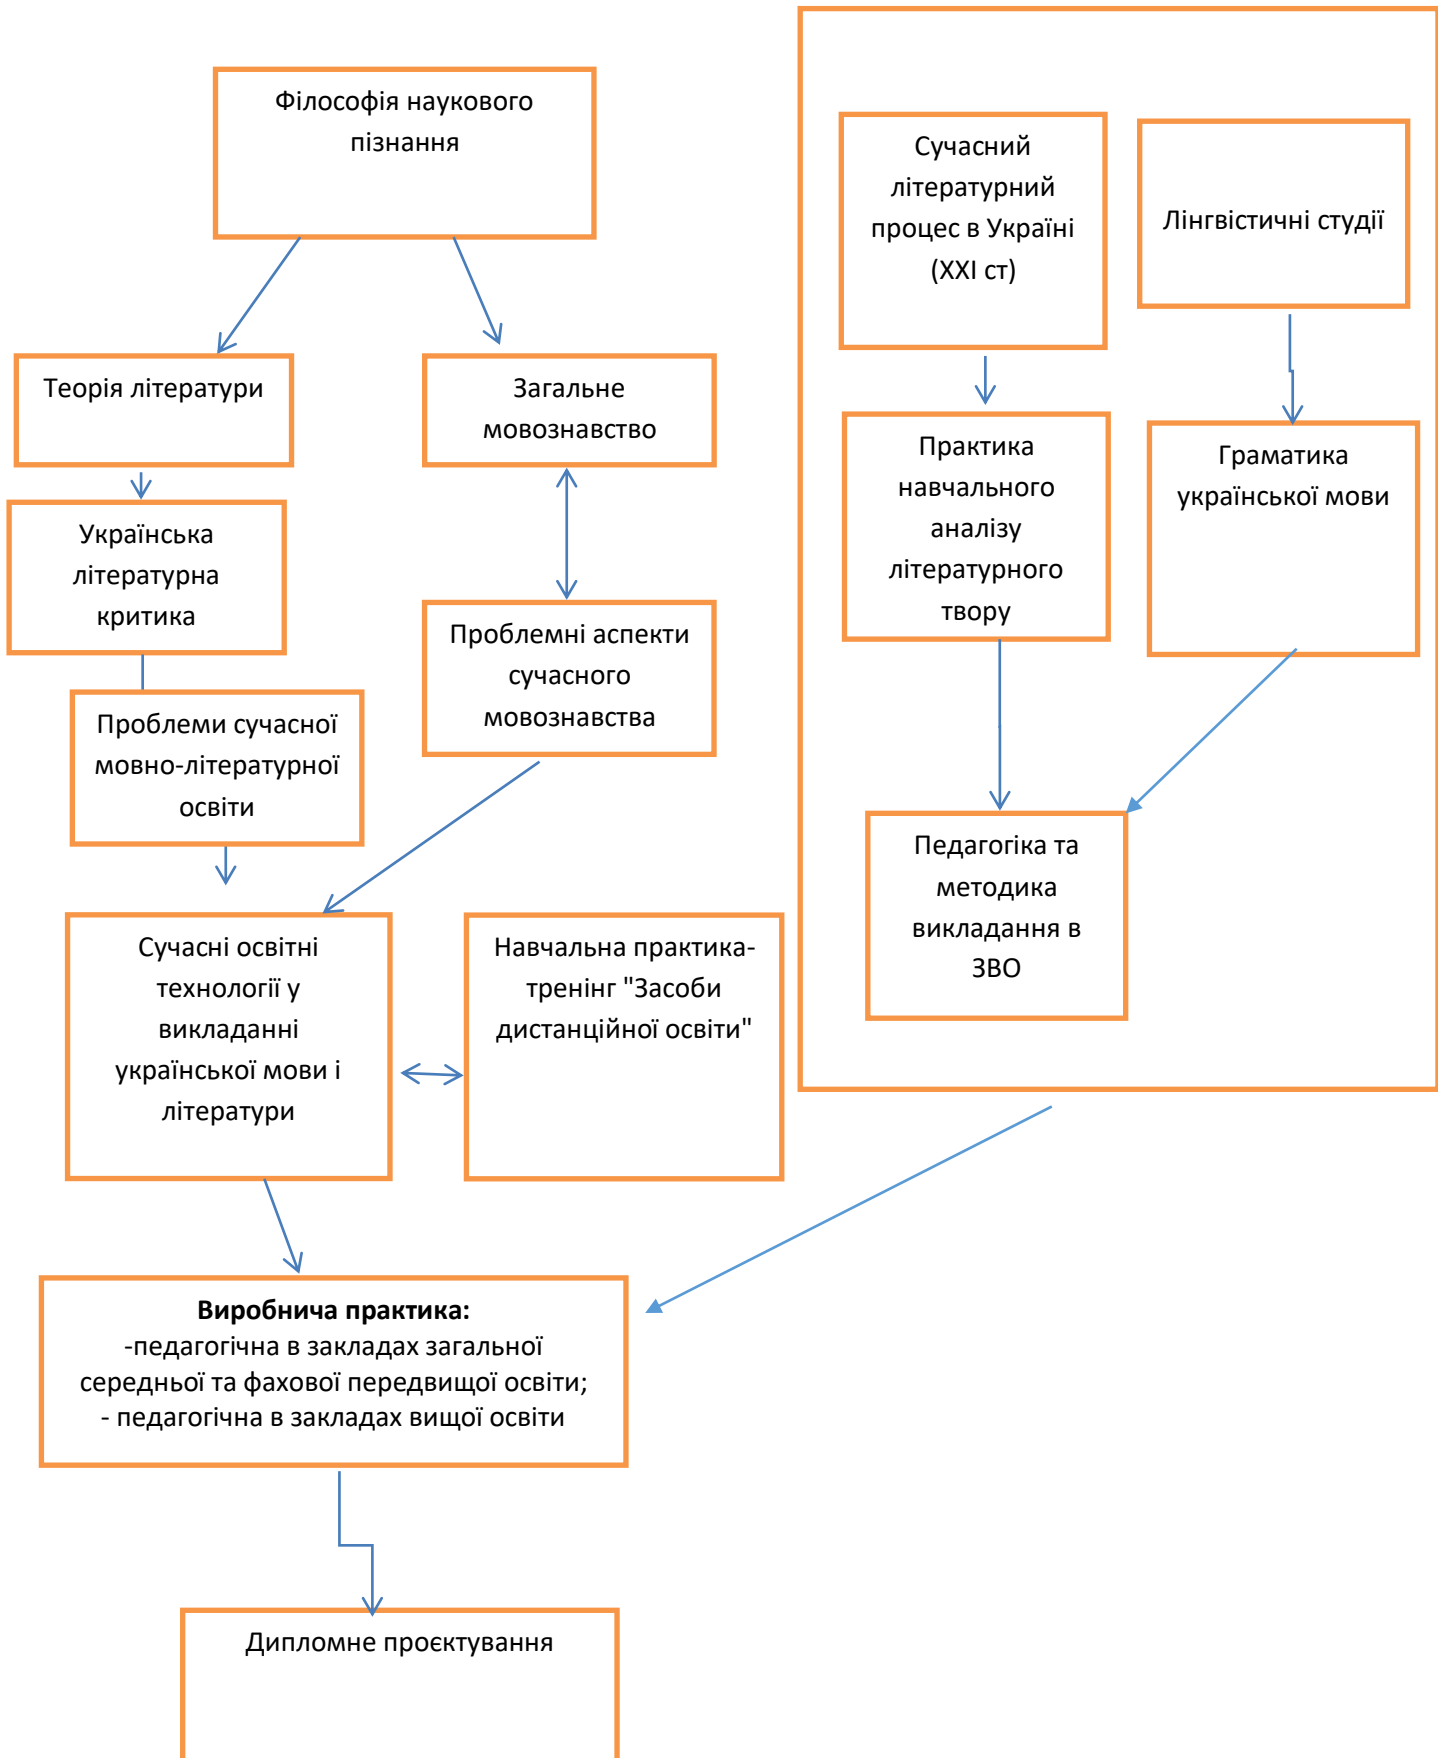 Філософія наукового
пізнання
Теорія літератури
Загальне
мовознавство
Українська
літературна
критика
Проблемні аспекти
сучасного
мовознавства
Проблеми сучасної
мовно-літературної
освіти
Сучасні освітні
технології у
викладанні
української мови і
літератури
Навчальна практика-
тренінг "Засоби
дистанційної освіти"
Сучасний
літературний
процес в Україні
(ХХІ ст)
Лінгвістичні студії
Практика
навчального
аналізу
літературного
твору
Граматика
української мови
Педагогіка та
методика
викладання в
ЗВО
Виробнича практика:
-педагогічна в закладах загальної
середньої та фахової передвищої освіти;
- педагогічна в закладах вищої освіти
Дипломне проєктування